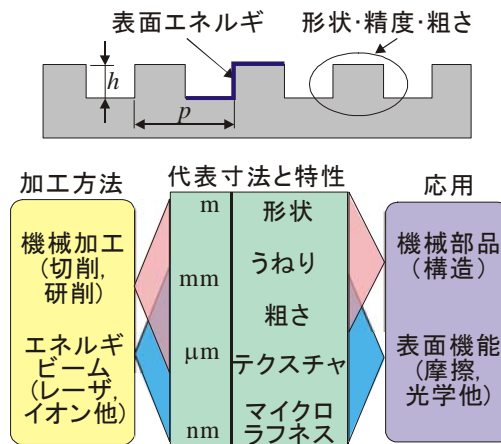 表面エネルギ
形状・精度・粗さ
h
p
加工方法
代表寸法と特性
応用
機械加工
(切削,
研削)
エネルギ
ビーム
(レーザ,
イオン他)
m
形状
うねり
mm
粗さ
μm
テクスチャ
マイクロ
nm
ラフネス
機械部品
(構造)
表面機能
(摩擦,
光学他)